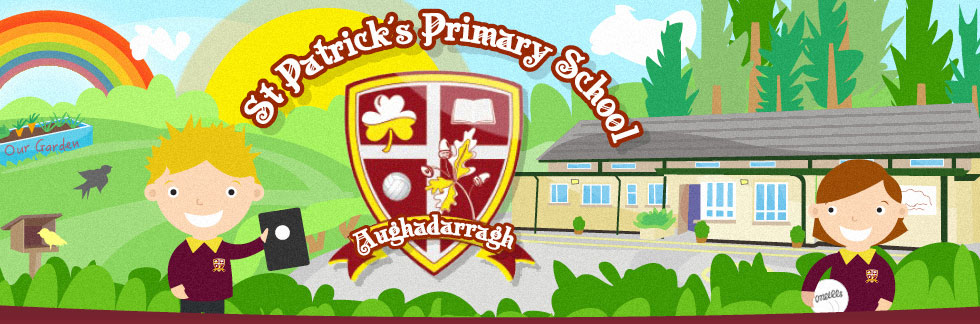 St Patrick's Primary School
Our Garden
Aughadarragh
O'Neills